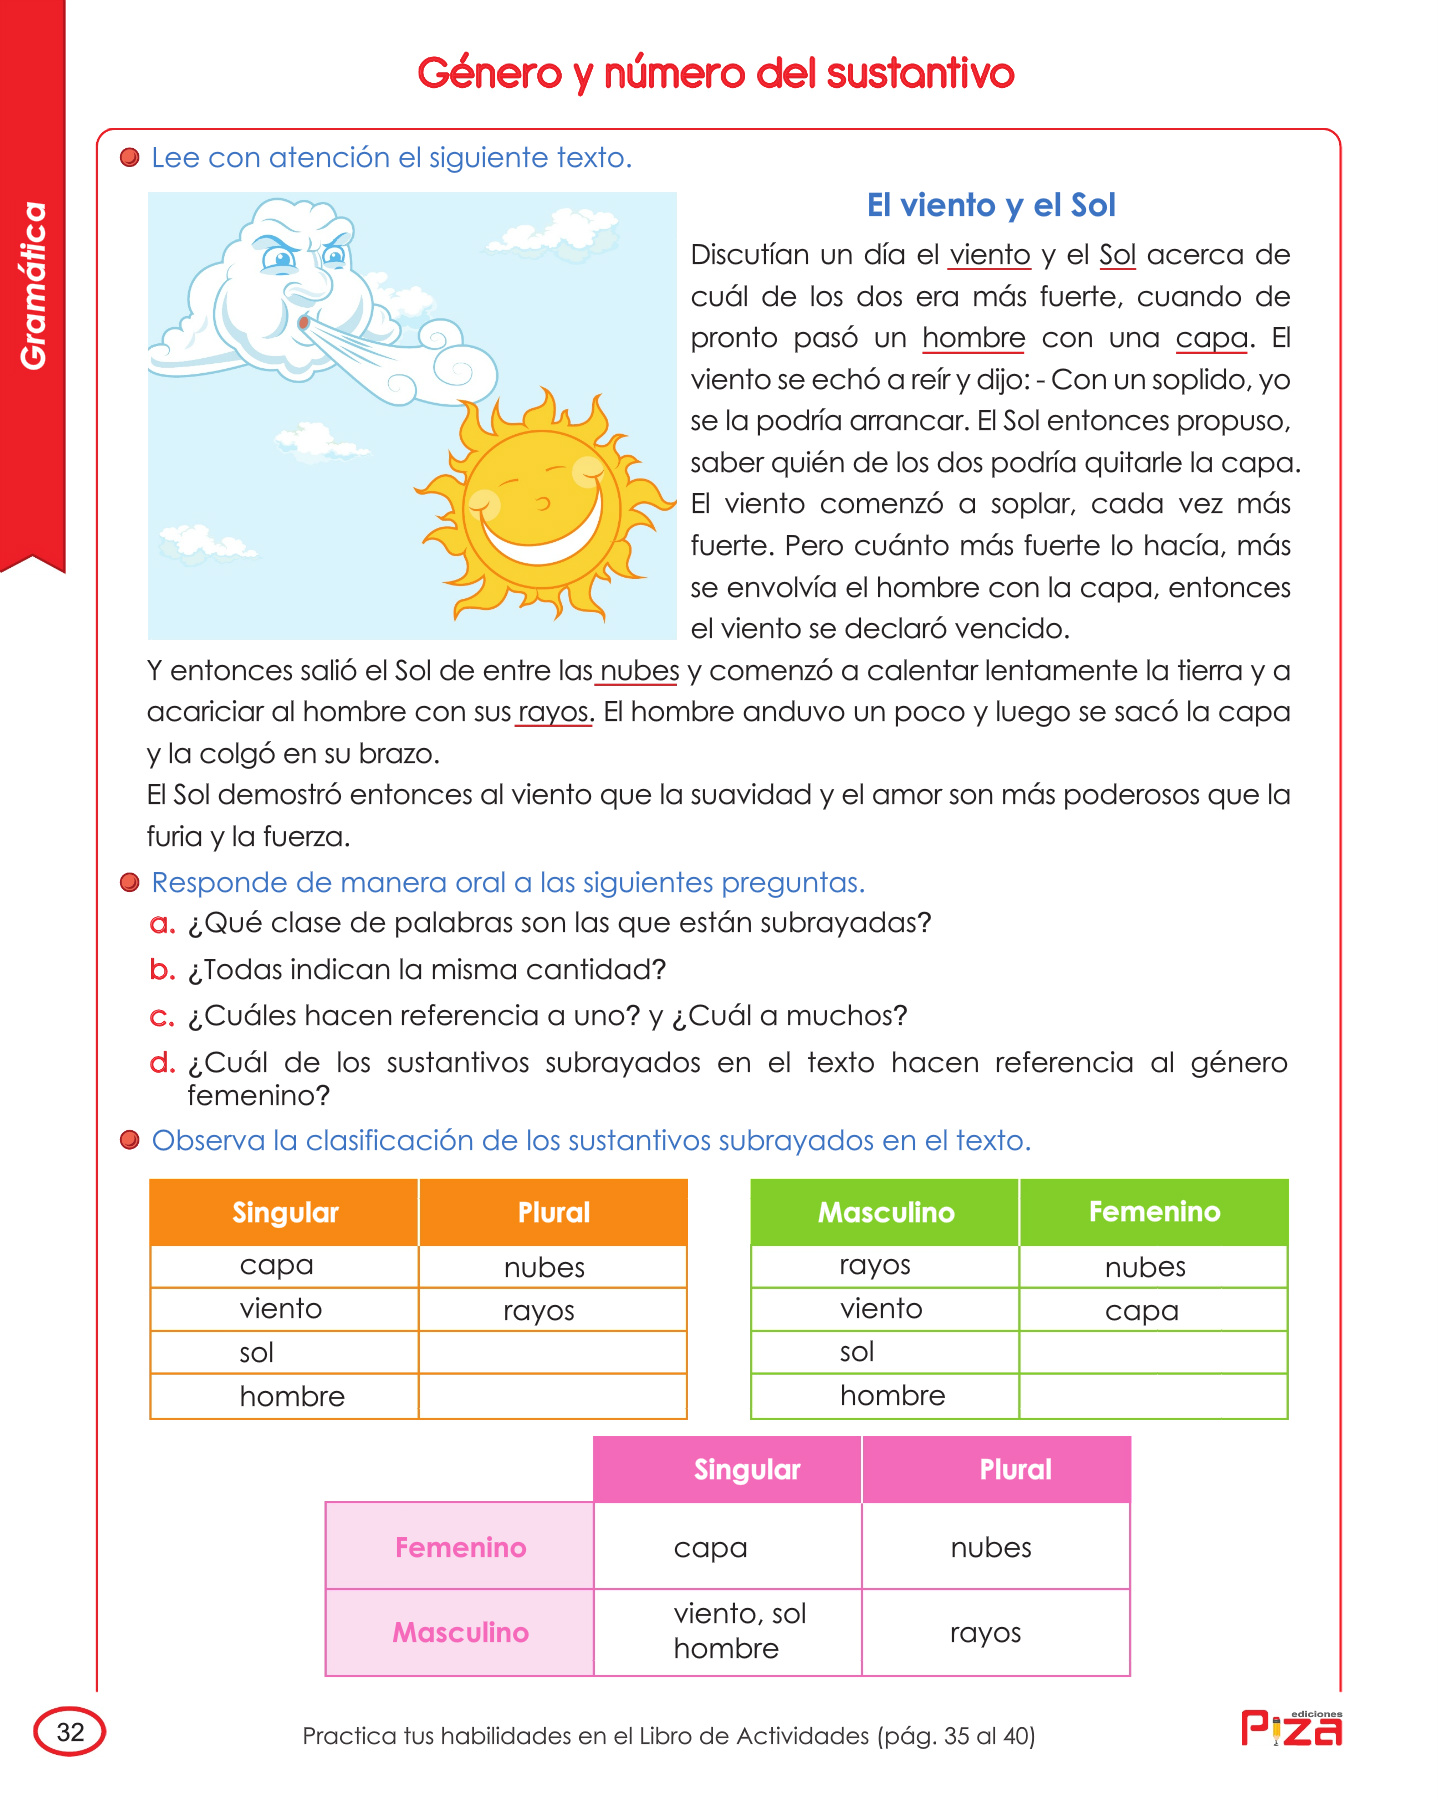 Género y número del sustantivo
Gramática
Lee con atención el siguiente texto.
El viento y el Sol
Discutían un día el viento y el Sol acerca de
cuál de los dos era más fuerte, cuando de
pronto pasó un hombre con una capa. El
viento se echó a reír y dijo: - Con un soplido, yo
se la podría arrancar. El Sol entonces propuso,
saber quién de los dos podría quitarle la capa.
El viento comenzó a soplar, cada vez más
fuerte. Pero cuánto más fuerte lo hacía, más
se envolvía el hombre con la capa, entonces
el viento se declaró vencido.
Y entonces salió el Sol de entre las nubes y comenzó a calentar lentamente la tierra y a
acariciar al hombre con sus rayos. El hombre anduvo un poco y luego se sacó la capa
y la colgó en su brazo.
El Sol demostró entonces al viento que la suavidad y el amor son más poderosos que la
furia y la fuerza.
Responde de manera oral a las siguientes preguntas.
a. ¿Qué clase de palabras son las que están subrayadas?
b. ¿Todas indican la misma cantidad?
c. ¿Cuáles hacen referencia a uno? y ¿Cuál a muchos?
d. ¿Cuál de los sustantivos subrayados en el texto hacen referencia al género
femenino?
Observa la clasificación de los sustantivos subrayados en el texto.
Singular Plural
capa nubes
viento rayos
sol
hombre
Masculino Femenino
rayos nubes
viento capa
sol
hombre
Singular Plural
Femenino capa nubes
Masculino viento, sol hombre rayos
32
Practica tus habilidades en el Libro de Actividades (pág. 35 al 40)
ediciones
Piza